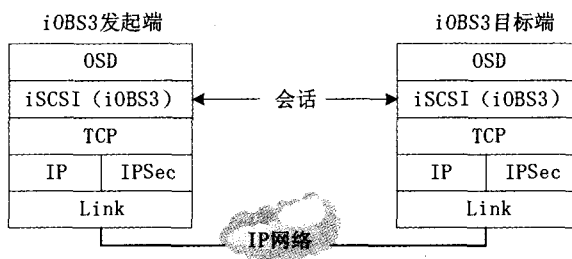 iOBS3发起端
iOBS3目标端
OSD
OSD
iSCSI（iOBS3）
会话
iSCSI（iOBS3）
TCP
TCP
IP
IPSec
IP
IPSec
Link
Link
IP网络